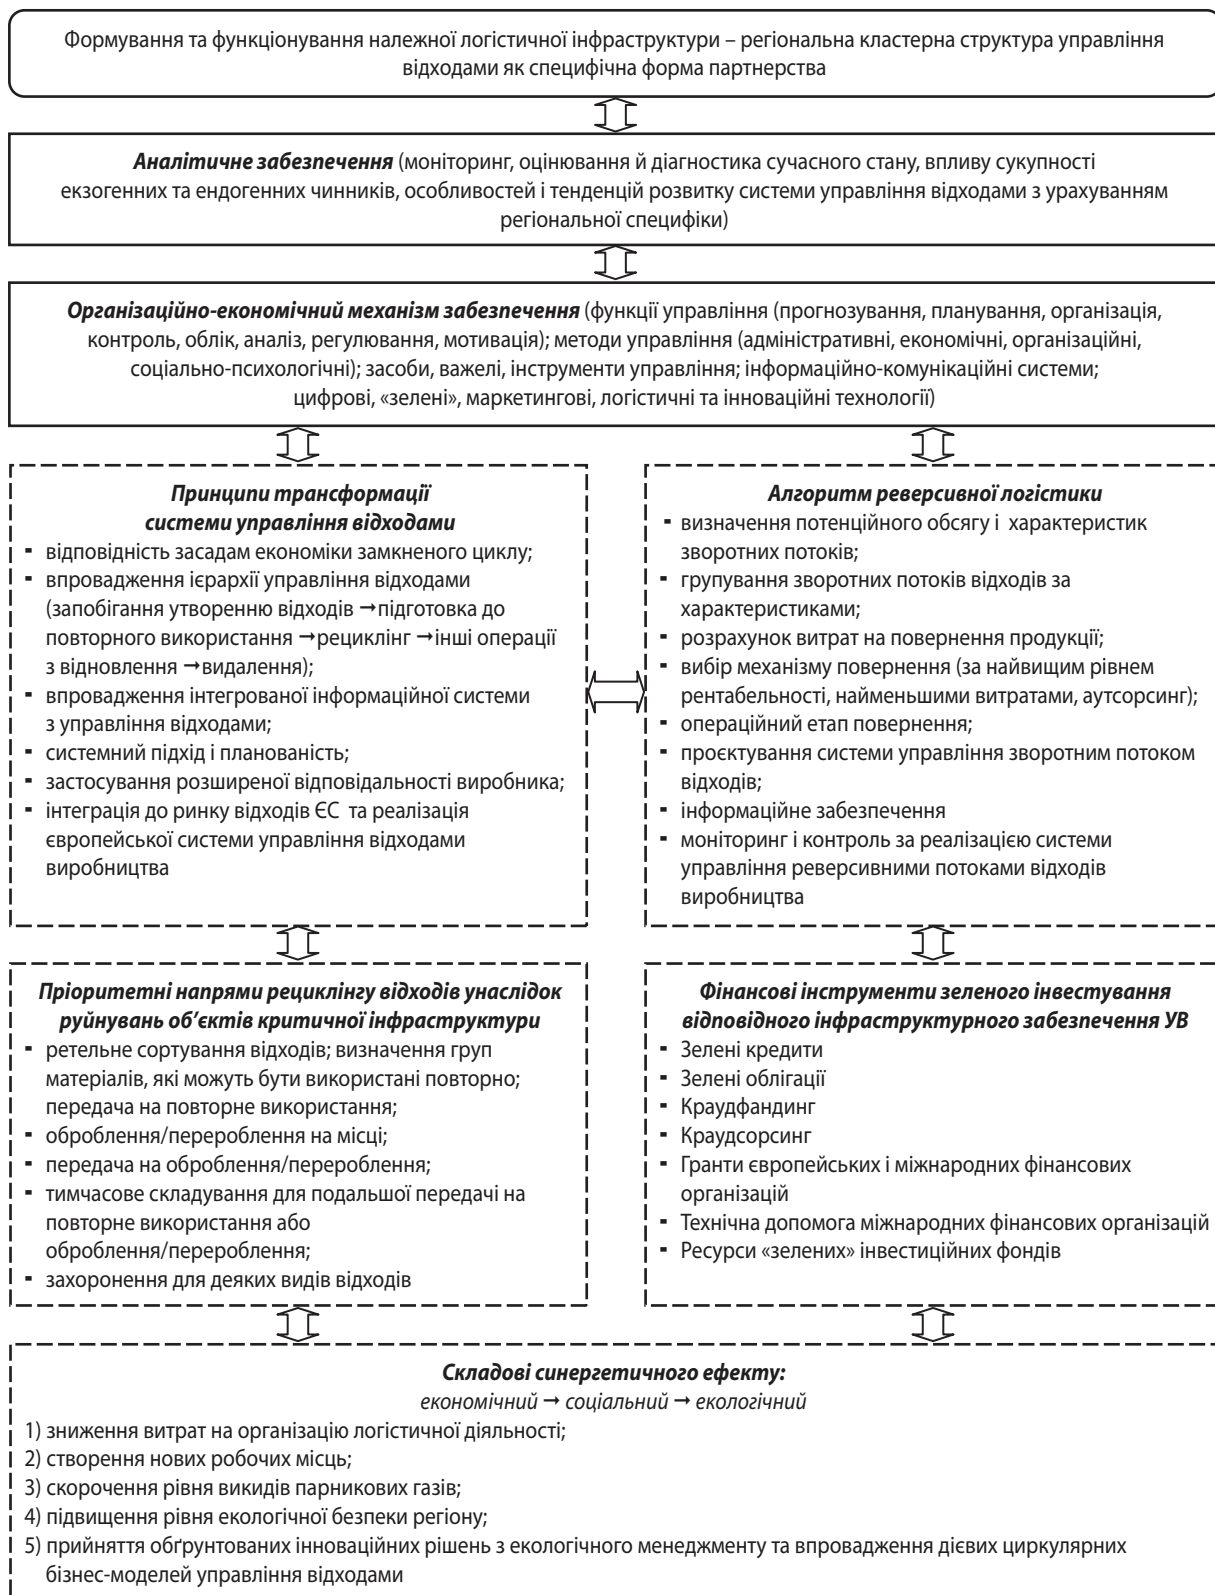 Формування та функціонування належної логістичної інфраструктури – регіональна кластерна структура управління
відходами як специфічна форма партнерства
Аналітичне забезпечення (моніторинг, оцінювання й діагностика сучасного стану, впливу сукупності
екзогенних та ендогенних чинників, особливостей і тенденцій розвитку системи управління відходами з урахуванням
регіональної специфіки)
Організаційно-економічний механізм забезпечення (функції управління (прогнозування, планування, організація,
контроль, облік, аналіз, регулювання, мотивація); методи управління (адміністративні, економічні, організаційні,
соціально-психологічні); засоби, важелі, інструменти управління; інформаційно-комунікаційні системи;
цифрові, «зелені», маркетингові, логістичні та інноваційні технології)
Принципи трансформації
системи управління відходами
▪ відповідність засадам економіки замкненого циклу;
▪ впровадження ієрархії управління відходами
(запобігання утворенню відходів →підготовка до
повторного використання →рециклінг →інші операції
з відновлення →видалення);
▪ впровадження інтегрованої інформаційної системи
з управління відходами;
▪ системний підхід і планованість;
▪ застосування розширеної відповідальності виробника;
▪ інтеграція до ринку відходів ЄС та реалізація
європейської системи управління відходами
виробництва
Алгоритм реверсивної логістики
▪ визначення потенційного обсягу і характеристик
зворотних потоків;
▪ групування зворотних потоків відходів за
характеристиками;
▪ розрахунок витрат на повернення продукції;
▪ вибір механізму повернення (за найвищим рівнем
рентабельності, найменшими витратами, аутсорсинг);
▪ операційний етап повернення;
▪ проєктування системи управління зворотним потоком
відходів;
▪ інформаційне забезпечення
▪ моніторинг і контроль за реалізацією системи
управління реверсивними потоками відходів
виробництва
Пріоритетні напрями рециклінгу відходів унаслідок
руйнувань об’єктів критичної інфраструктури
▪ ретельне сортування відходів; визначення груп
матеріалів, які можуть бути використані повторно;
передача на повторне використання;
▪ оброблення/перероблення на місці;
▪ передача на оброблення/перероблення;
▪ тимчасове складування для подальшої передачі на
повторне використання або
оброблення/перероблення;
▪ захоронення для деяких видів відходів
Фінансові інструменти зеленого інвестування
відповідного інфраструктурного забезпечення УВ
▪ Зелені кредити
▪ Зелені облігації
▪ Краудфандинг
▪ Краудсорсинг
▪ Гранти європейських і міжнародних фінансових
організацій
▪ Технічна допомога міжнародних фінансових організацій
▪ Ресурси «зелених» інвестиційних фондів
Складові синергетичного ефекту:
економічний → соціальний → екологічний
1) зниження витрат на організацію логістичної діяльності;
2) створення нових робочих місць;
3) скорочення рівня викидів парникових газів;
4) підвищення рівня екологічної безпеки регіону;
5) прийняття обґрунтованих інноваційних рішень з екологічного менеджменту та впровадження дієвих циркулярних
бізнес-моделей управління відходами